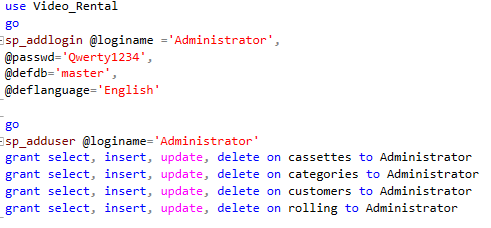 use Video_Rental
go
sp_addlogin @loginame ='Administrator',
@passwd='Qwerty1234',
@defdb='master',
@deflanguage='English'
go
sp_adduser @loginame='Administrator'
grant select, insert, update, delete on cassettes to Administrator
grant select, insert, update, delete on categories to Administrator
grant select, insert, update, delete on customers to Administrator
grant select, insert, update, delete on rolling to Administrator